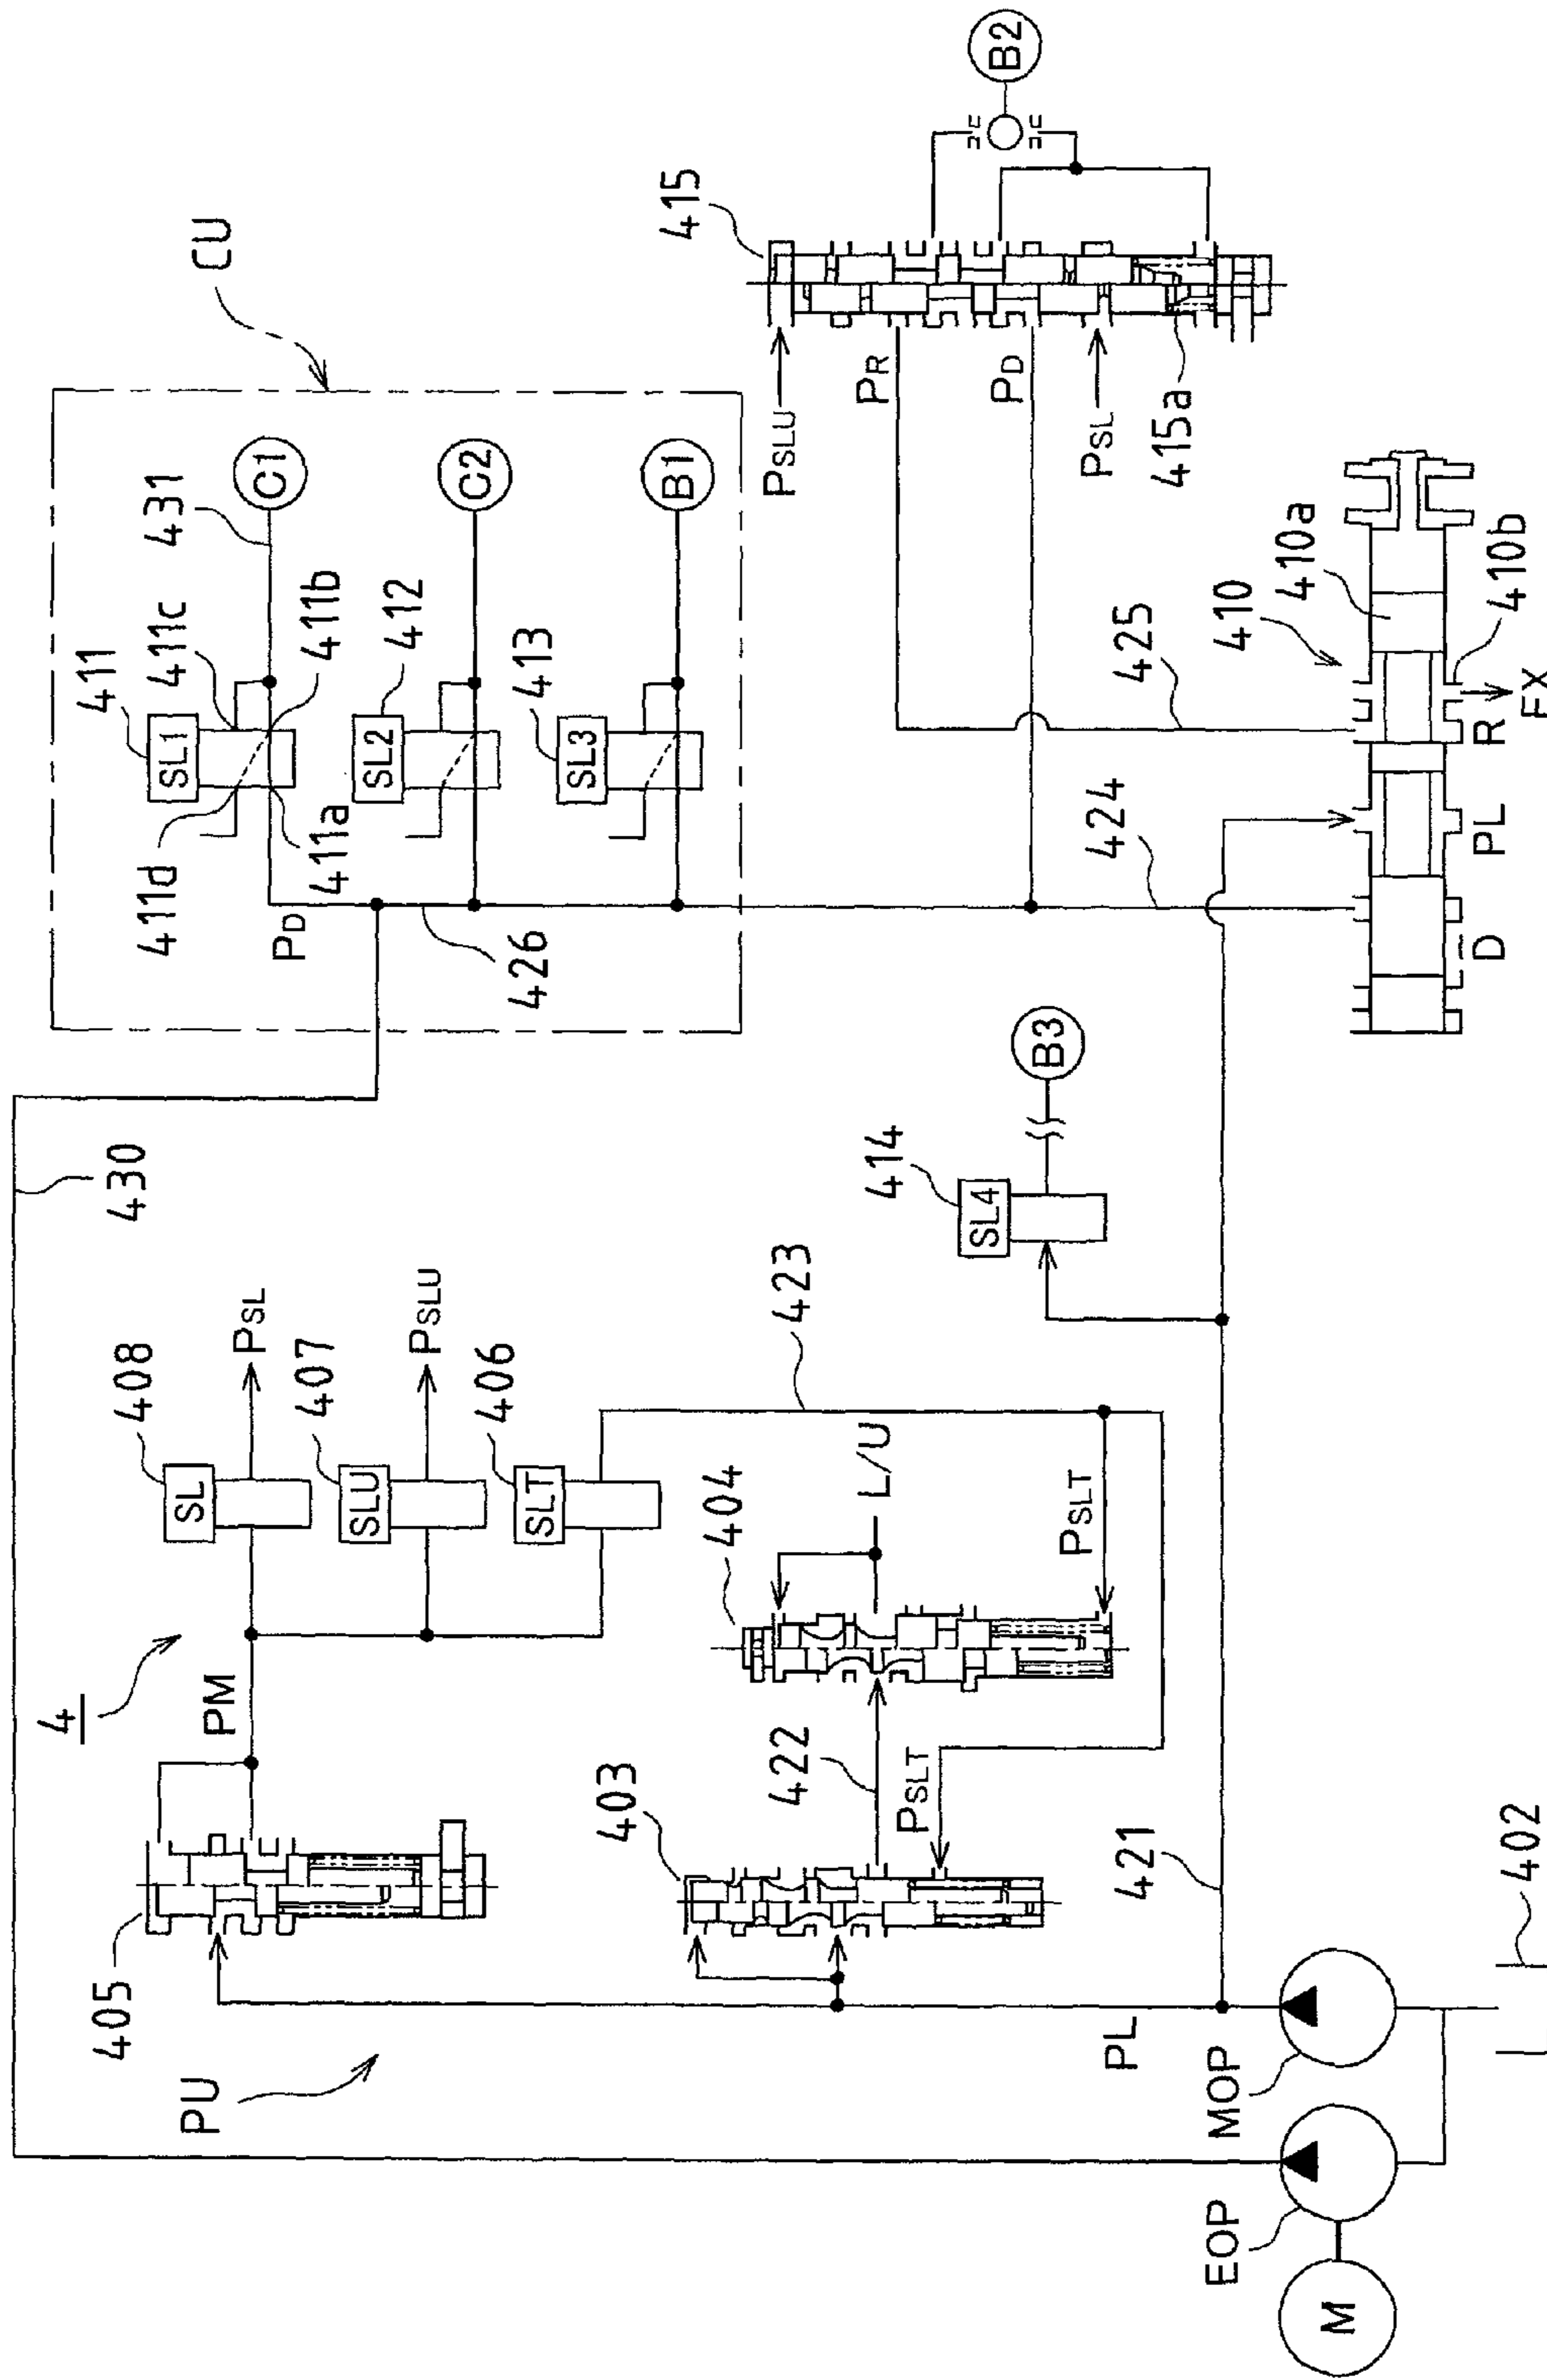 4
PU
CU
430
405
PM
408
SL
PSL
407
SLU
PSLU
406
SLT
423
403
404
L/U
422
PSLT
PSLT
421
PL
MOP
EOP
M
402
414
SL4
B3
411
SL1
411c
431
C1
411d
411a
411b
PD
426
SL2
412
C2
SL3
413
B1
415
B2
PSLU
PR
PD
PSL
415a
424
425
410
410a
410b
D
PL
R
EX